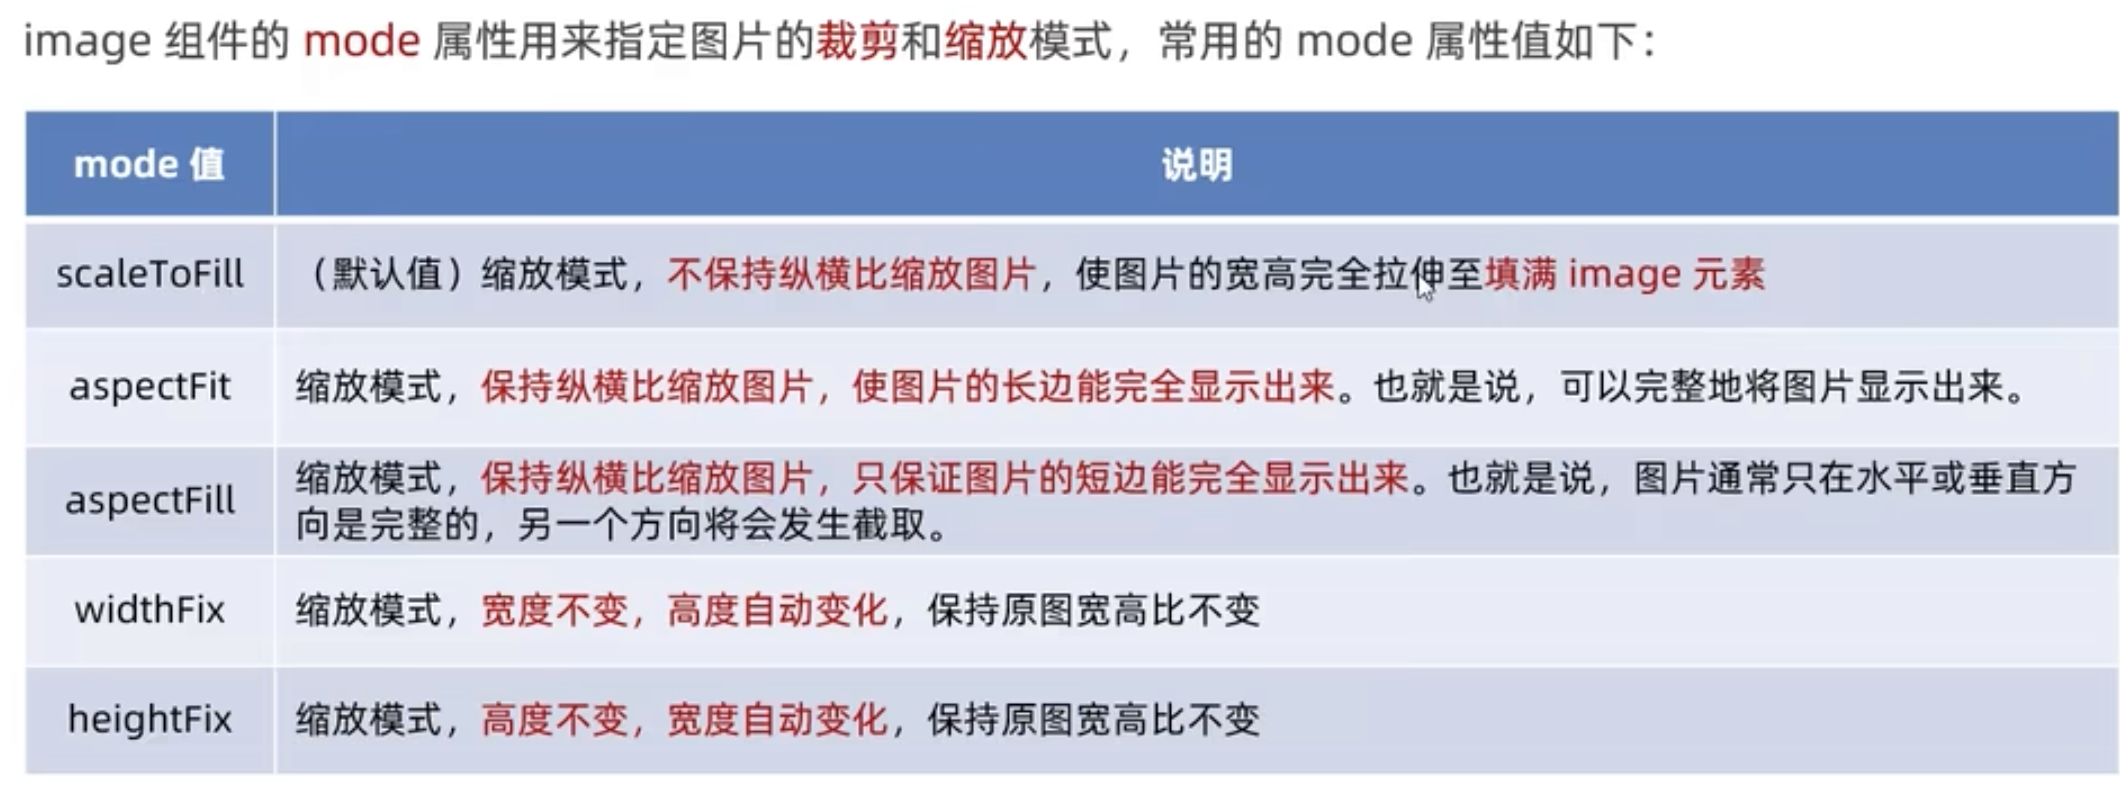 image 组件的 mode 属性用来指定图片的裁剪和缩放模式，常用的 mode 属性值如下：
mode 值
说明
scaleToFill
（默认值）缩放模式，不保持纵横比缩放图片，使图片的宽高完全拉伸至填满 image 元素
aspectFit
缩放模式，保持纵横比缩放图片，使图片的长边能完全显示出来。也就是说，可以完整地将图片显示出来。
aspectFill
缩放模式，保持纵横比缩放图片，只保证图片的短边能完全显示出来。也就是说，图片通常只在水平或垂直方
向是完整的，另一个方向将会发生截取。
widthFix
缩放模式，宽度不变，高度自动变化，保持原图宽高比不变
heightFix
缩放模式，高度不变，宽度自动变化，保持原图宽高比不变